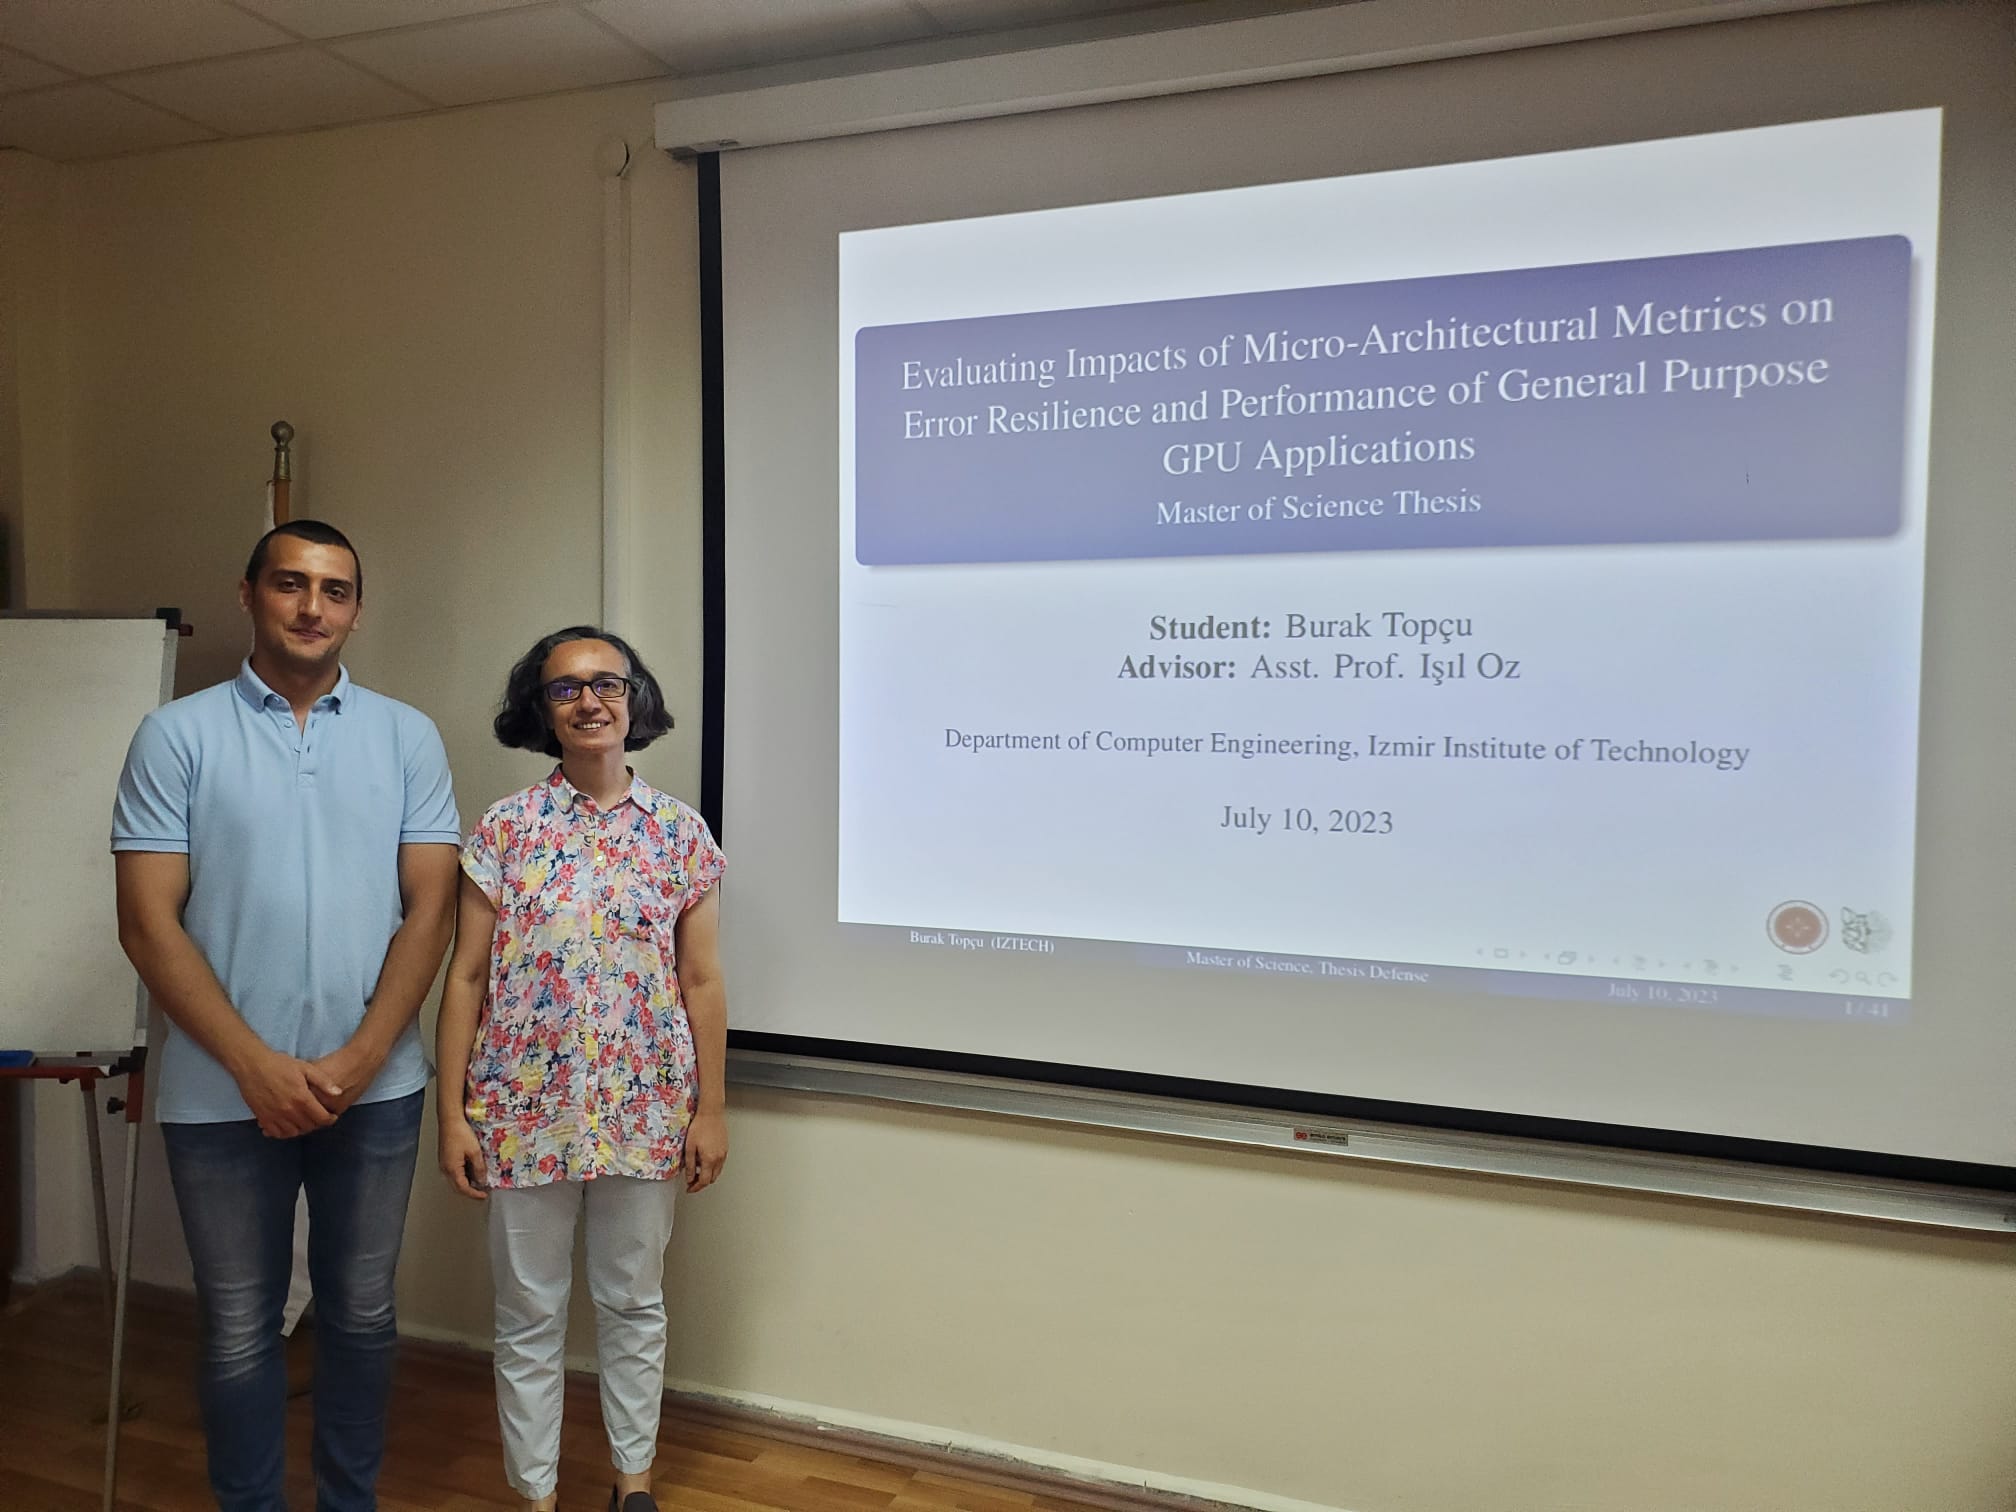 Evaluating Impacts of Micro-Architectural Metrics on
Error Resilience and Performance of General Purpose
GPU Applications
Master of Science Thesis
Student: Burak Topçu
Advisor: Asst. Prof. Işıl Oz
Department of Computer Engineering, Izmir Institute of Technology
July 10, 2023
Burak Topçu (IZTECH)
Master of Science, Thesis Defense
July 10, 2023
1 / 41